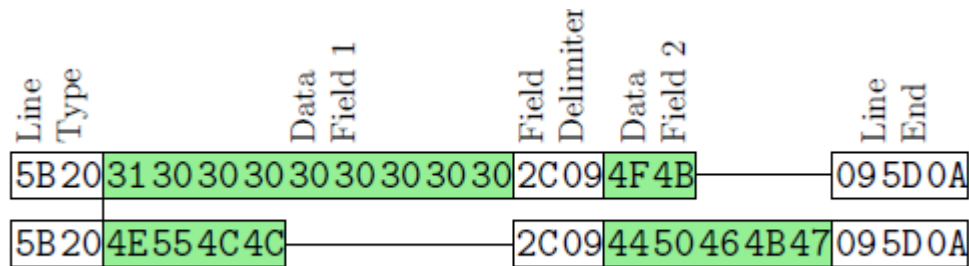 Line Type
Data Field 1
Field Delimiter
Data Field 2
Line End
5B 20 31 30 30 30 30 30 30 30 30 2C 09 4F 4B 09 5D 0A
5B 20 4E 55 4C 4C 2C 09 44 50 46 4B 47 09 5D 0A